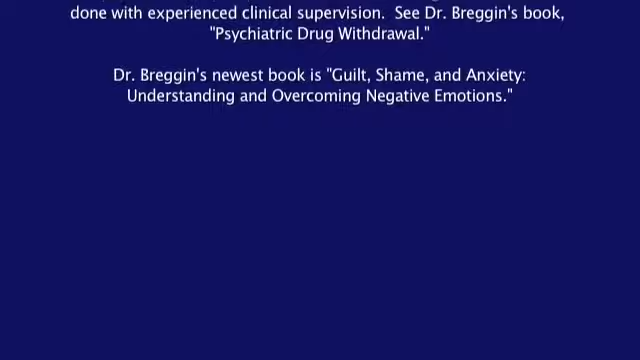 done with experienced clinical supervision.  See Dr. Breggin's book,
"Psychiatric Drug Withdrawal."
Dr. Breggin's newest book is "Guilt, Shame, and Anxiety:
Understanding and Overcoming Negative Emotions."